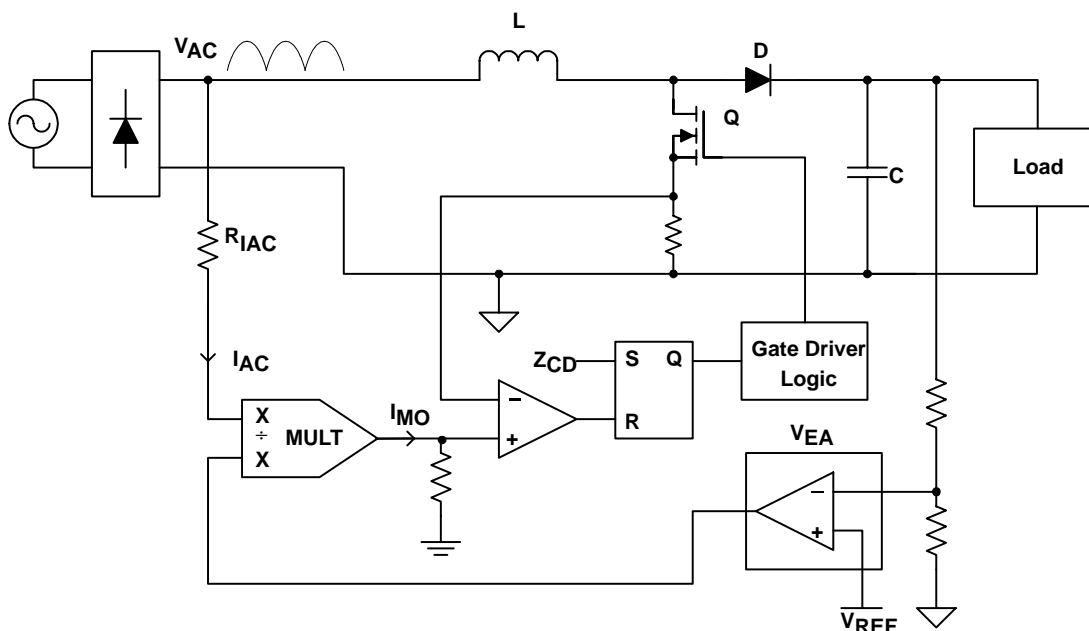 L
VAC
D
Q
C
Load
RIAC
IAC
ZCD
S Q
R
Gate Driver
Logic
X
÷
X
MULT
IMO
−
+
VEA
−
+
VREF